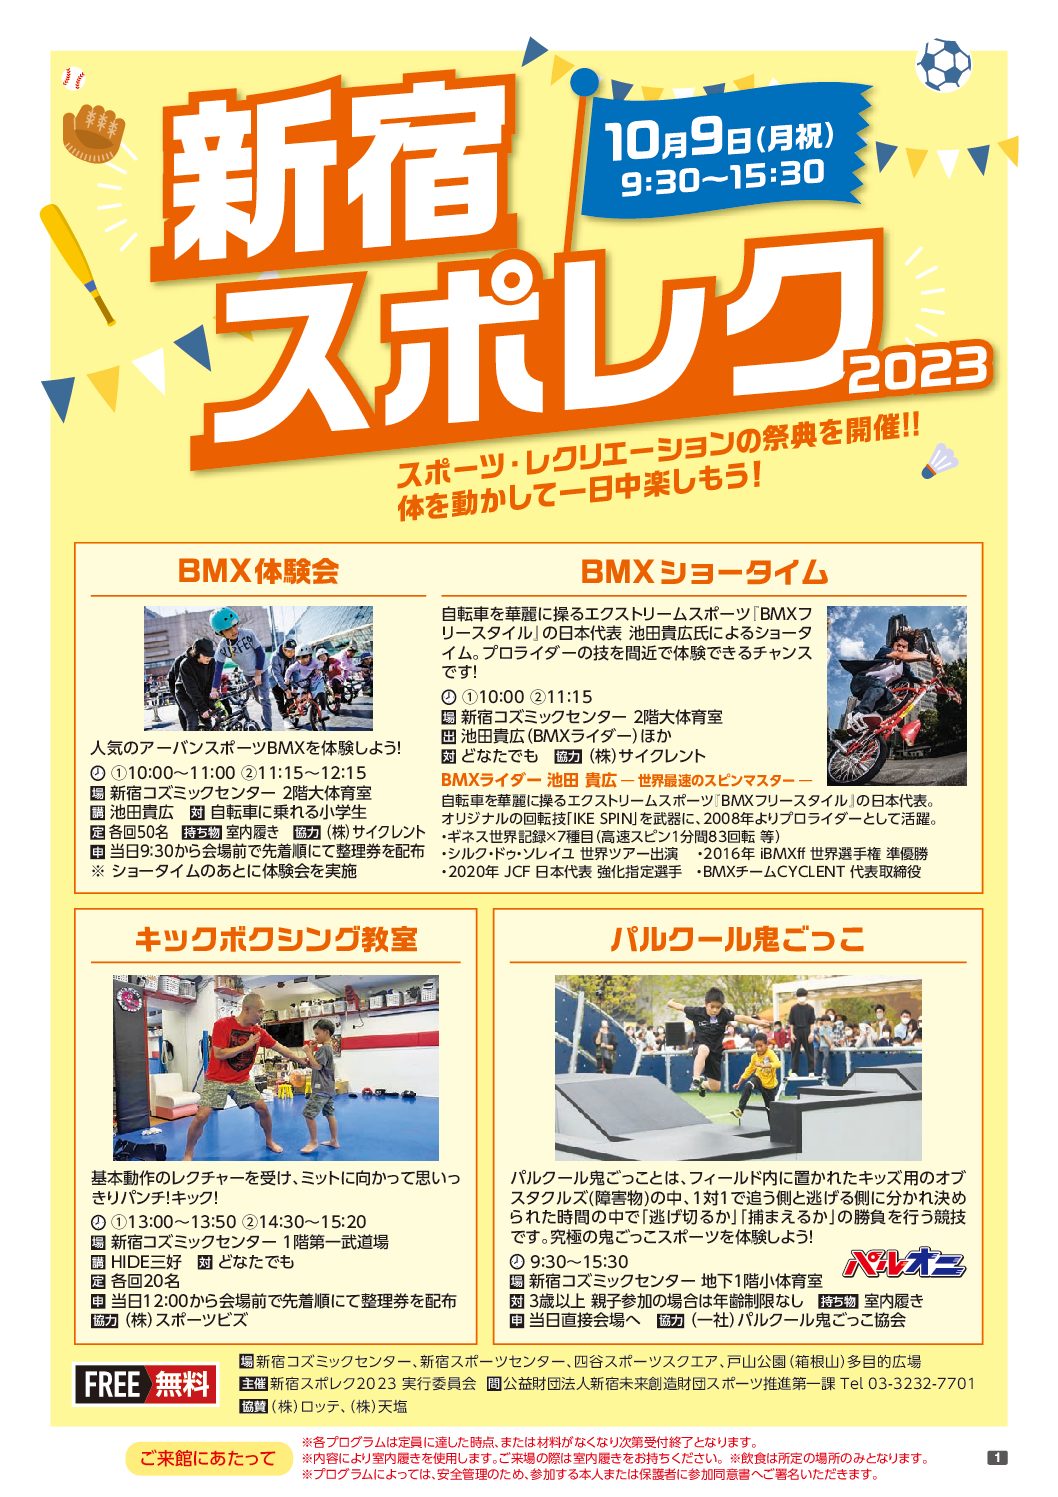 新宿
スポレク
2023
10月9日(月祝)
9:30〜15:30
スポーツ・レクリエーションの祭典を開催!!
体を動かして一日中楽しもう!
BMX体験会
人気のアーバンスポーツBMXを体験しよう!
①10:00〜11:00 ②11:15〜12:15
場 新宿コズミックセンター 2階大体育室
講 池田貴広 対 自転車に乗れる小学生
定 各回50名 持ち物 室内履き 協力 (株)サイクレント
申 当日9:30から会場前で先着順にて整理券を配布
※ ショータイムのあとに体験会を実施
BMXショータイム
自転車を華麗に操るエクストリームスポーツ『BMXフ
リースタイル』の日本代表 池田貴広氏によるショータ
イム。プロライダーの技を間近で体験できるチャンス
です!
①10:00 ②11:15
場 新宿コズミックセンター 2階大体育室
出 池田貴広(BMXライダー)ほか
対 どなたでも 協力 (株)サイクレント
BMXライダー 池田 貴広 ― 世界最速のスピンマスター ―
自転車を華麗に操るエクストリームスポーツ『BMXフリースタイル』の日本代表。
オリジナルの回転技「IKE SPIN」を武器に、2008年よりプロライダーとして活躍。
・ギネス世界記録×7種目(高速スピン1分間83回転 等)
・シルク・ドゥ・ソレイユ 世界ツアー出演 ・2016年 iBMXff 世界選手権 準優勝
・2020年 JCF 日本代表 強化指定選手 ・BMXチームCYCLENT 代表取締役
キックボクシング教室
基本動作のレクチャーを受け、ミットに向かって思いっ
きりパンチ!キック!
①13:00〜13:50 ②14:30〜15:20
場 新宿コズミックセンター 1階第一武道場
講 HIDE三好 対 どなたでも
定 各回20名
申 当日12:00から会場前で先着順にて整理券を配布
協力 (株)スポーツビズ
パルクール鬼ごっこ
パルクール鬼ごっことは、フィールド内に置かれたキッズ用のオブ
スタクルズ(障害物)の中、1対1で追う側と逃げる側に分かれ決め
られた時間の中で「逃げ切るか」「捕まえるか」の勝負を行う競技
です。究極の鬼ごっこスポーツを体験しよう!
9:30〜15:30
場 新宿コズミックセンター 地下1階小体育室
パルオニ
対 3歳以上 親子参加の場合は年齢制限なし 持ち物 室内履き
申 当日直接会場へ 協力 (一社)パルクール鬼ごっこ協会
FREE 無料
場 新宿コズミックセンター、新宿スポーツセンター、四谷スポーツスクエア、戸山公園(箱根山)多目的広場
主催 新宿スポレク2023 実行委員会 問 公益財団法人新宿未来創造財団スポーツ推進第一課 Tel 03-3232-7701
協賛 (株)ロッテ、(株)天塩
ご来館にあたって
※各プログラムは定員に達した時点、または材料がなくなり次第受付終了となります。
※内容により室内履きを使用します。ご来場の際は室内履きをお持ちください。 ※飲食は所定の場所のみとなります。
※プログラムによっては、安全管理のため、参加する本人または保護者に参加同意書へご署名いただきます。
1